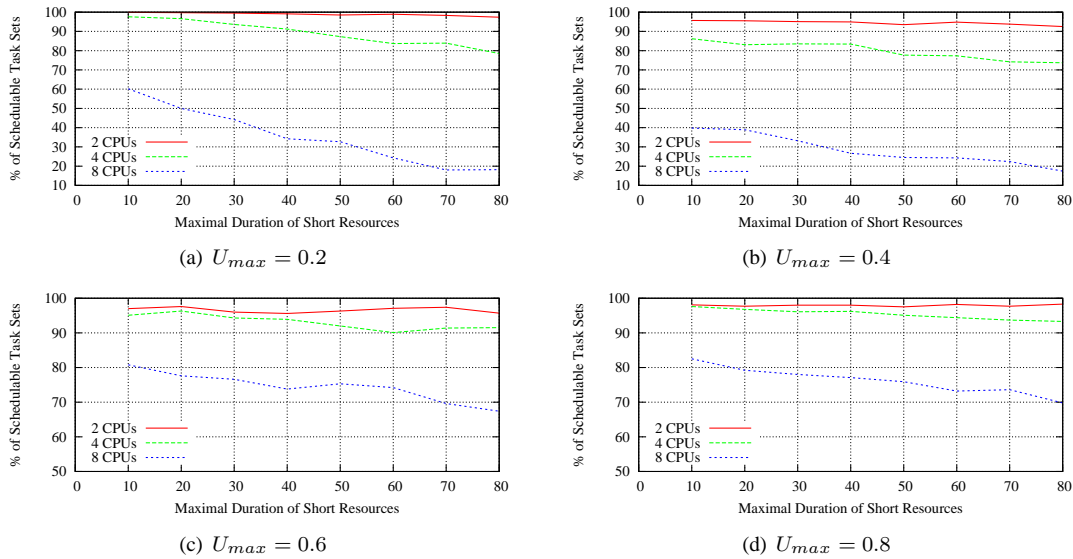 100
90
80
70
60
50
40
30
20
10
% of Schedulable Task Sets
2 CPUs
4 CPUs
8 CPUs
0 10 20 30 40 50 60 70 80
Maximal Duration of Short Resources
(a) U_max = 0.2
100
90
80
70
60
50
40
30
20
10
% of Schedulable Task Sets
2 CPUs
4 CPUs
8 CPUs
0 10 20 30 40 50 60 70 80
Maximal Duration of Short Resources
(b) U_max = 0.4
100
90
80
70
60
50
% of Schedulable Task Sets
2 CPUs
4 CPUs
8 CPUs
0 10 20 30 40 50 60 70 80
Maximal Duration of Short Resources
(c) U_max = 0.6
100
90
80
70
60
50
% of Schedulable Task Sets
2 CPUs
4 CPUs
8 CPUs
0 10 20 30 40 50 60 70 80
Maximal Duration of Short Resources
(d) U_max = 0.8